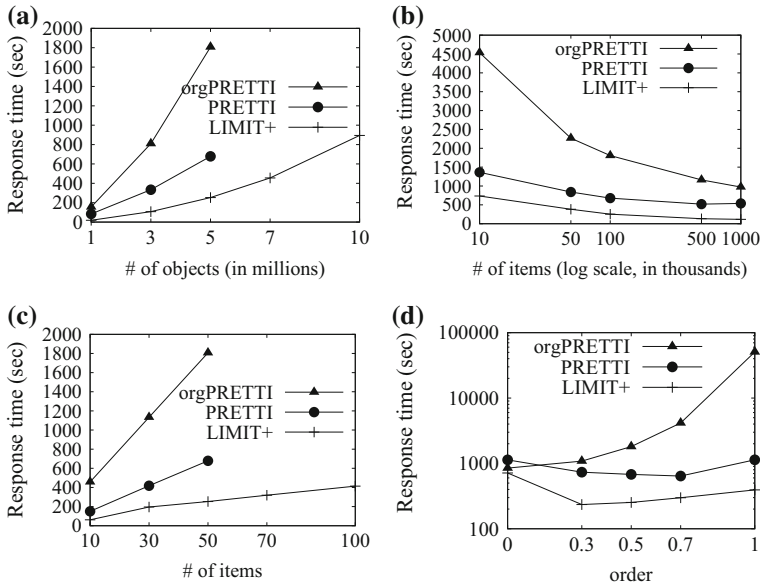 (a)
2000
1800
1600
1400
1200
1000
800
600
400
200
0
Response time (sec)
orgPRETTI
PRETTI
LIMIT+
1 3 5 7 10
# of objects (in millions)
(b)
5000
4500
4000
3500
3000
2500
2000
1500
1000
500
0
Response time (sec)
orgPRETTI
PRETTI
LIMIT+
10 50 100 500 1000
# of items (log scale, in thousands)
(c)
2000
1800
1600
1400
1200
1000
800
600
400
200
0
Response time (sec)
orgPRETTI
PRETTI
LIMIT+
10 30 50 70 100
# of items
(d)
100000
10000
1000
100
Response time (sec)
orgPRETTI
PRETTI
LIMIT+
0 0.3 0.5 0.7 1
order